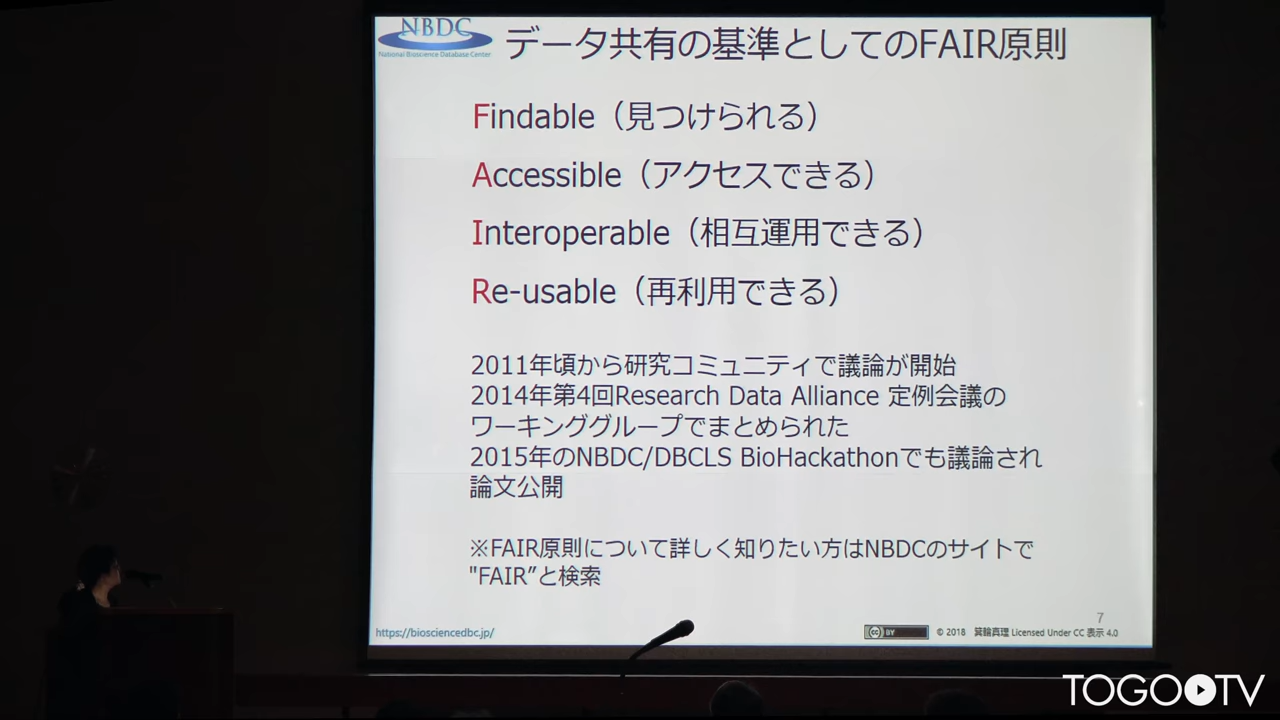 NBDC
National Bioscience Database Center
データ共有の基準としてのFAIR原則
Findable（見つけられる）
Accessible（アクセスできる）
Interoperable（相互運用できる）
Re-usable（再利用できる）
2011年頃から研究コミュニティで議論が開始
2014年第4回Research Data Alliance 定例会議の
ワーキンググループでまとめられた
2015年のNBDC/DBCLS BioHackathonでも議論され
論文公開
※FAIR原則について詳しく知りたい方はNBDCのサイトで
"FAIR”と検索
7
https://biosciencedbc.jp/
cc BY
© 2018 箕輪真理 Licensed Under CC 表示 4.0
TOGOTV